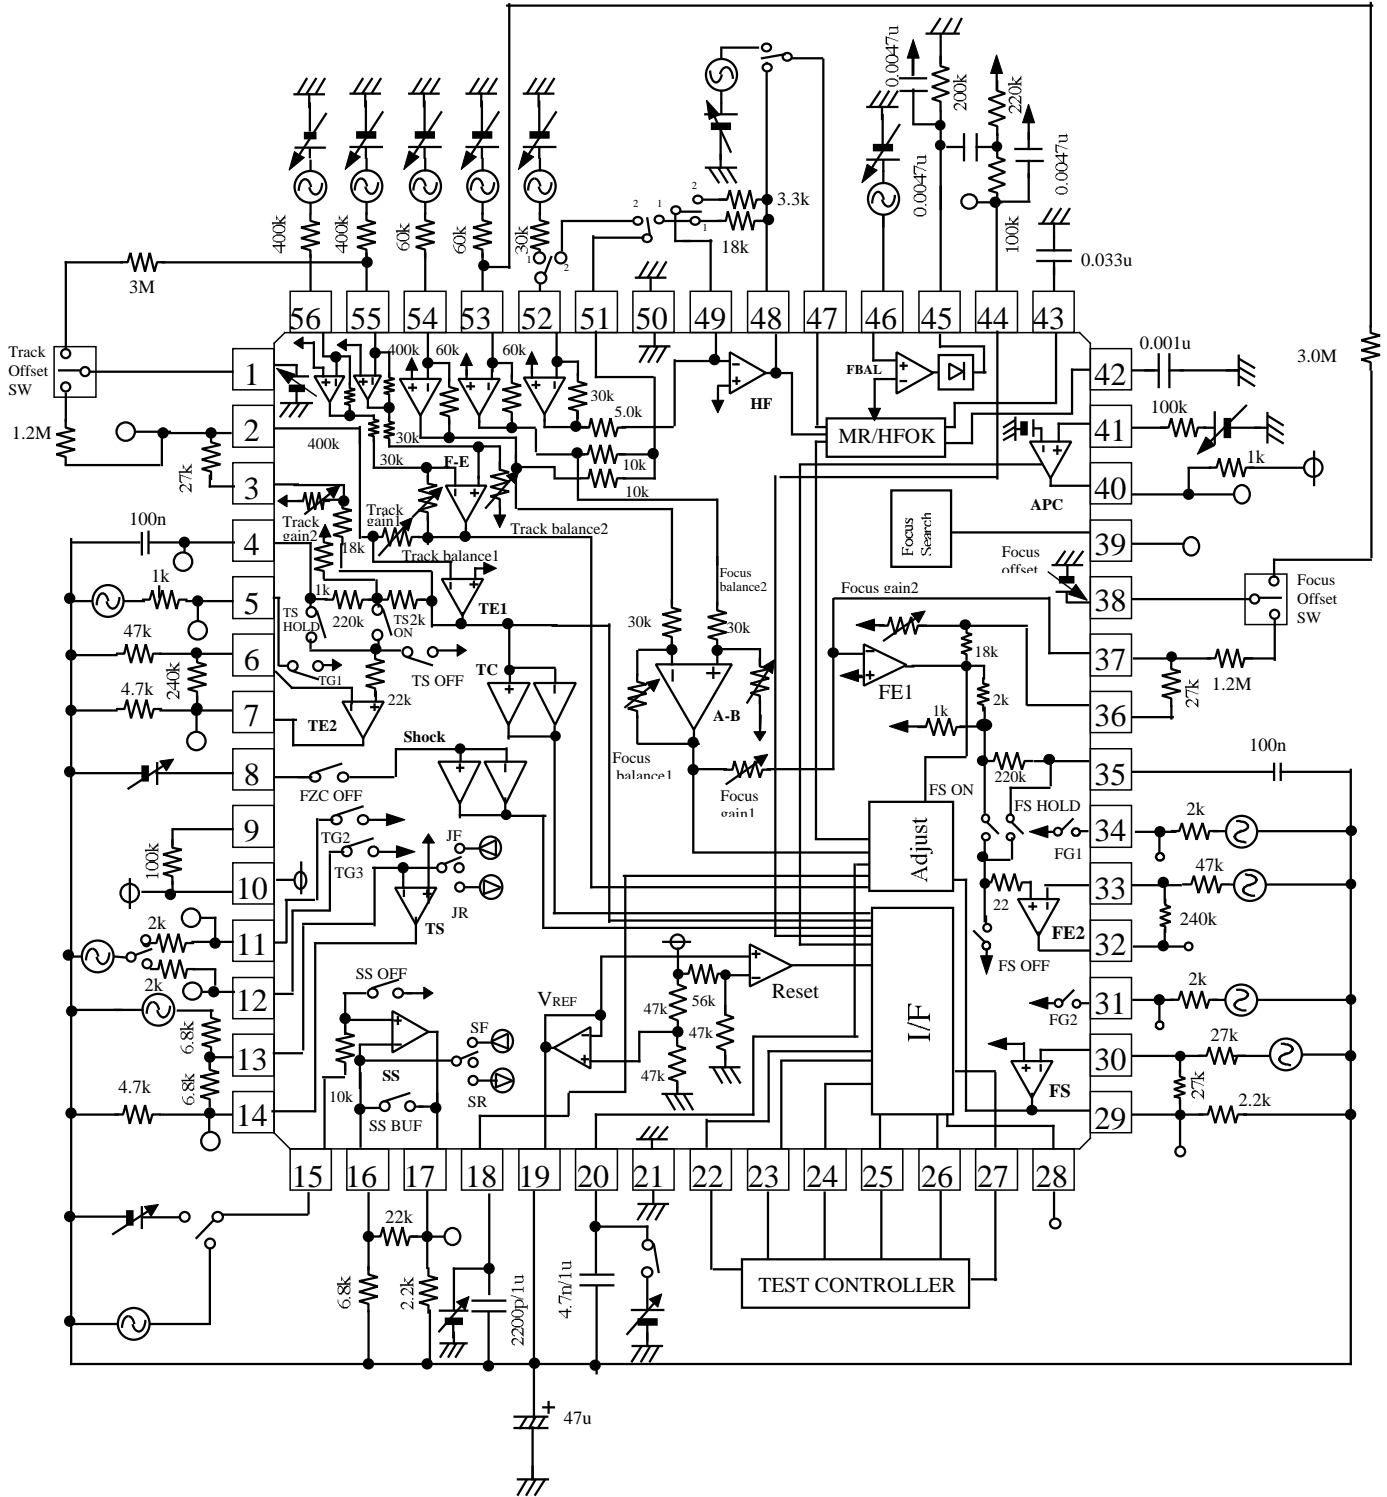 0.0047u
200k
220k
0.0047u
0.0047u
100k
400k
400k
60k
60k
30k
1
2
2
1
2
1
3.3k
18k
0.033u
3M
3.0M
56
55
54
53
52
51
50
49
48
47
46
45
44
43
Track
Offset
SW
1.2M
27k
100n
1k
47k
240k
4.7k
1
2
3
4
5
6
7
8
9
10
11
12
13
14
100k
2k
2k
6.8k
6.8k
4.7k
400k
60k
60k
30k
5.0k
10k
10k
400k
30k
30k
F-E
HF
FBAL
MR/HFOK
APC
Track
gain2
18k
Track
gain1
Track balance1
Track balance2
1k
TS
HOLD
220k
TS2k
ON
TE1
TG1
TS OFF
TC
22k
TE2
Focus
balance2
30k
30k
A-B
Focus
balance1
Focus
gain1
Focus
Search
Focus
offset
Focus gain2
18k
FE1
2k
1k
220k
FS ON
FS HOLD
FG1
22
FE2
FS OFF
FG2
FS
Shock
FZC OFF
TG2
TG3
JF
JR
TS
SS OFF
SF
SR
SS
10k
SS BUF
VREF
56k
47k
47k
47k
Reset
Adjust
I/F
42
41
40
39
38
37
36
35
34
33
32
31
30
29
0.001u
100k
1k
Focus
Offset
SW
1.2M
27k
100n
2k
47k
240k
2k
27k
27k
2.2k
15
16
17
18
19
20
21
22
23
24
25
26
27
28
22k
6.8k
2.2k
2200p/1u
4.7n/1u
TEST CONTROLLER
+
47u